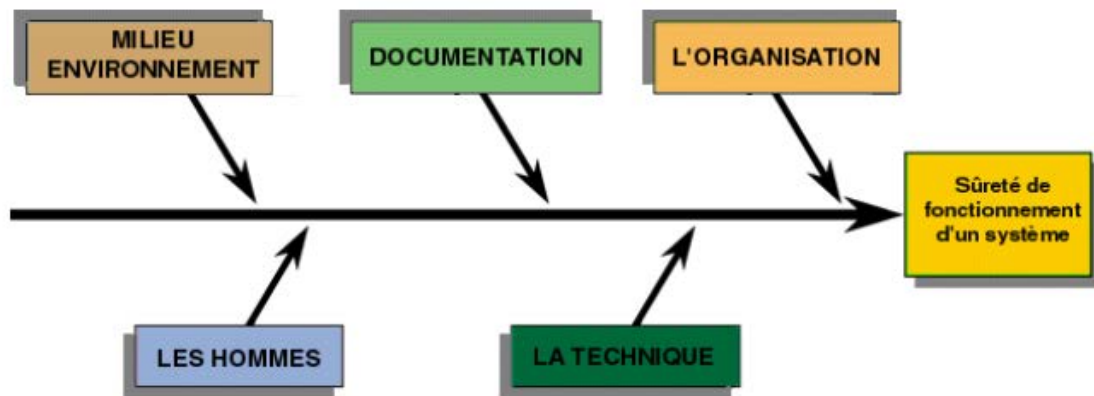 MILIEU
ENVIRONNEMENT
DOCUMENTATION
L'ORGANISATION
Sûreté de
fonctionnement
d'un système
LES HOMMES
LA TECHNIQUE